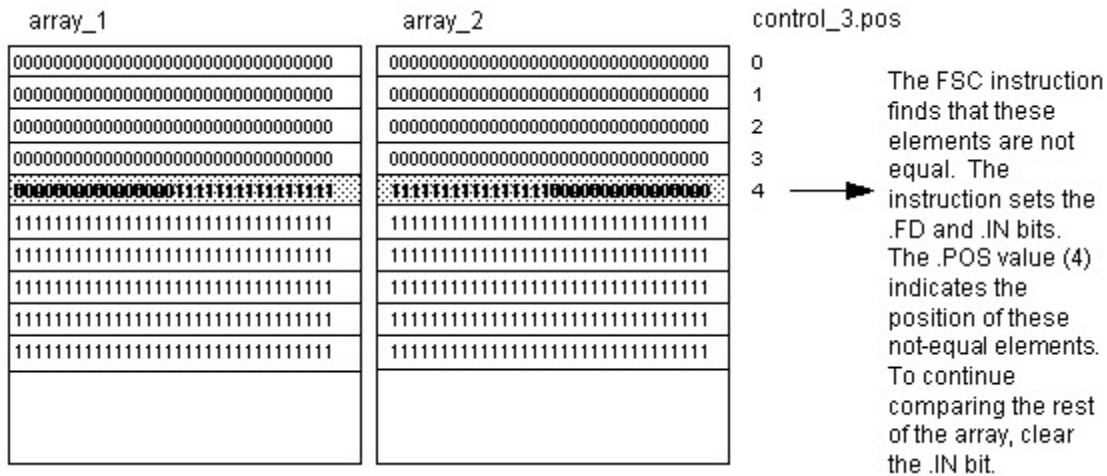 array_1 array_2 control_3.pos
00000000000000000000000000000000 00000000000000000000000000000000 0
00000000000000000000000000000000 00000000000000000000000000000000 1
00000000000000000000000000000000 00000000000000000000000000000000 2
00000000000000000000000000000000 00000000000000000000000000000000 3
00000000000000001111111111111111 11111111111111110000000000000000 4
11111111111111111111111111111111 11111111111111111111111111111111
11111111111111111111111111111111 11111111111111111111111111111111
11111111111111111111111111111111 11111111111111111111111111111111
11111111111111111111111111111111 11111111111111111111111111111111
11111111111111111111111111111111 11111111111111111111111111111111
The FSC instruction
finds that these
elements are not
equal. The
instruction sets the
.FD and .IN bits.
The .POS value (4)
indicates the
position of these
not-equal elements.
To continue
comparing the rest
of the array, clear
the .IN bit.